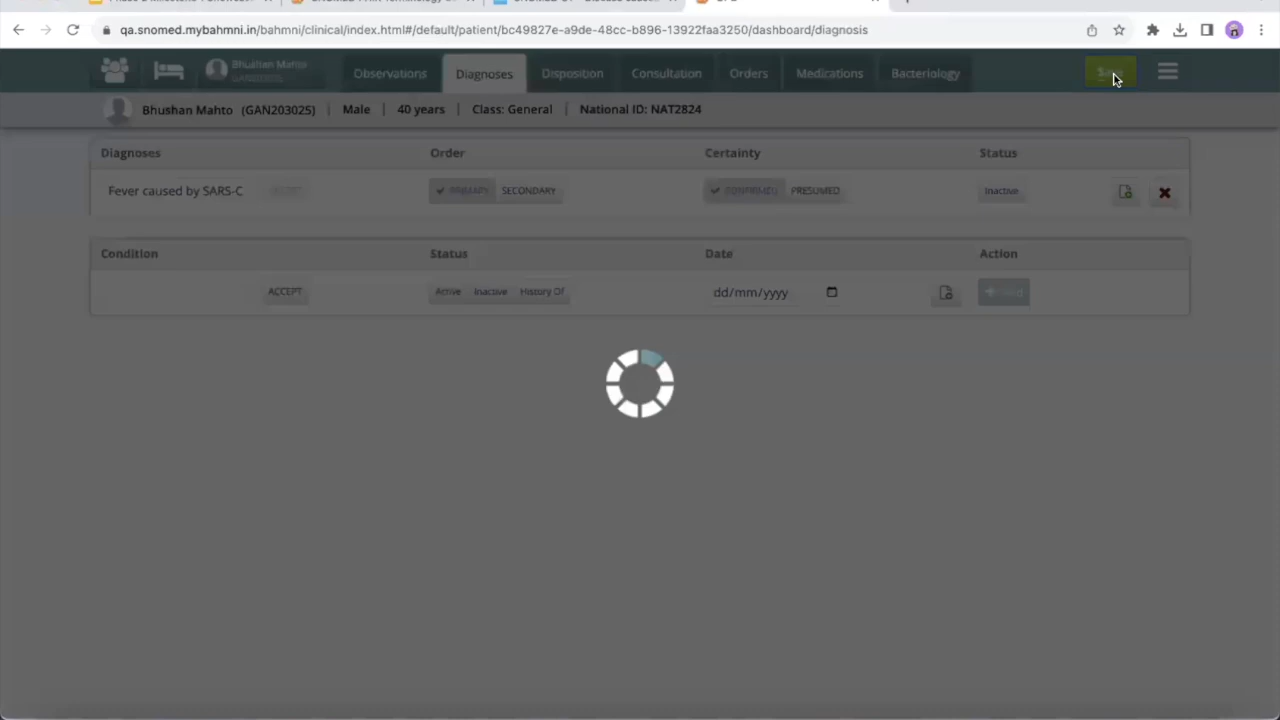 qa.snomed.mybahmni.in/bahmni/clinical/index.html#/default/patient/bc49827e-a9de-48cc-b896-13922faa3250/dashboard/diagnosis
Bhushan Mahto
GAN203025
Observations
Diagnoses
Disposition
Consultation
Orders
Medications
Bacteriology
Save
Bhushan Mahto (GAN203025) | Male | 40 years | Class: General | National ID: NAT2824
Diagnoses Order Certainty Status
Fever caused by SARS-C ACCEPT PRIMARY SECONDARY CONFIRMED PRESUMED Inactive
Condition Status Date Action
ACCEPT Active Inactive History Of dd/mm/yyyy Add